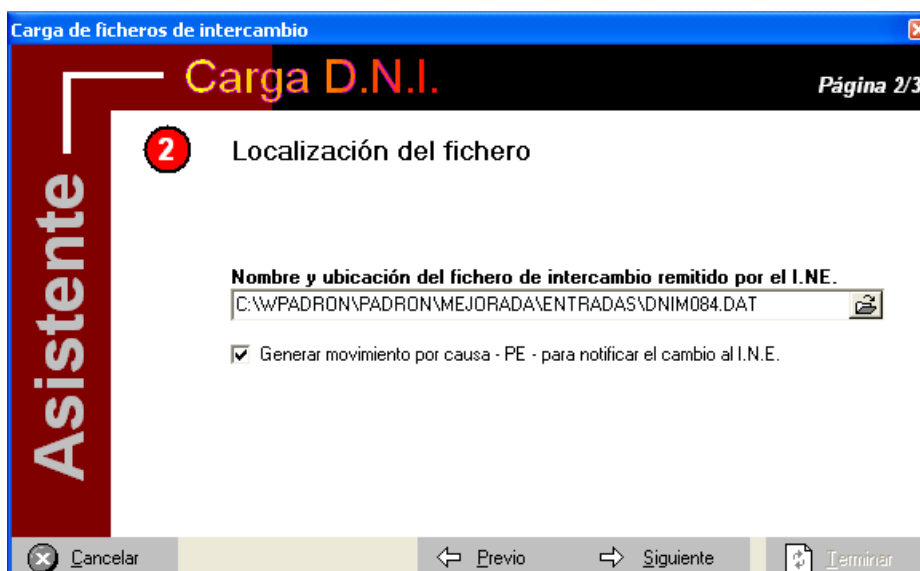 Carga de ficheros de intercambio
Carga D.N.I.
Página 2/3
Asistente
2
Localización del fichero
Nombre y ubicación del fichero de intercambio remitido por el I.NE.
C:\WPADRON\PADRON\MEJORADA\ENTRADAS\DNIM084.DAT
Generar movimiento por causa - PE - para notificar el cambio al I.N.E.
Cancelar
Previo
Siguiente
Terminar